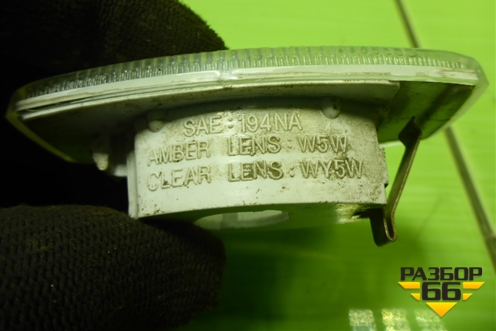 SAE: 194NA
AMBER LENS: W5W
CLEAR LENS: WY5W
РАЗБОР
66